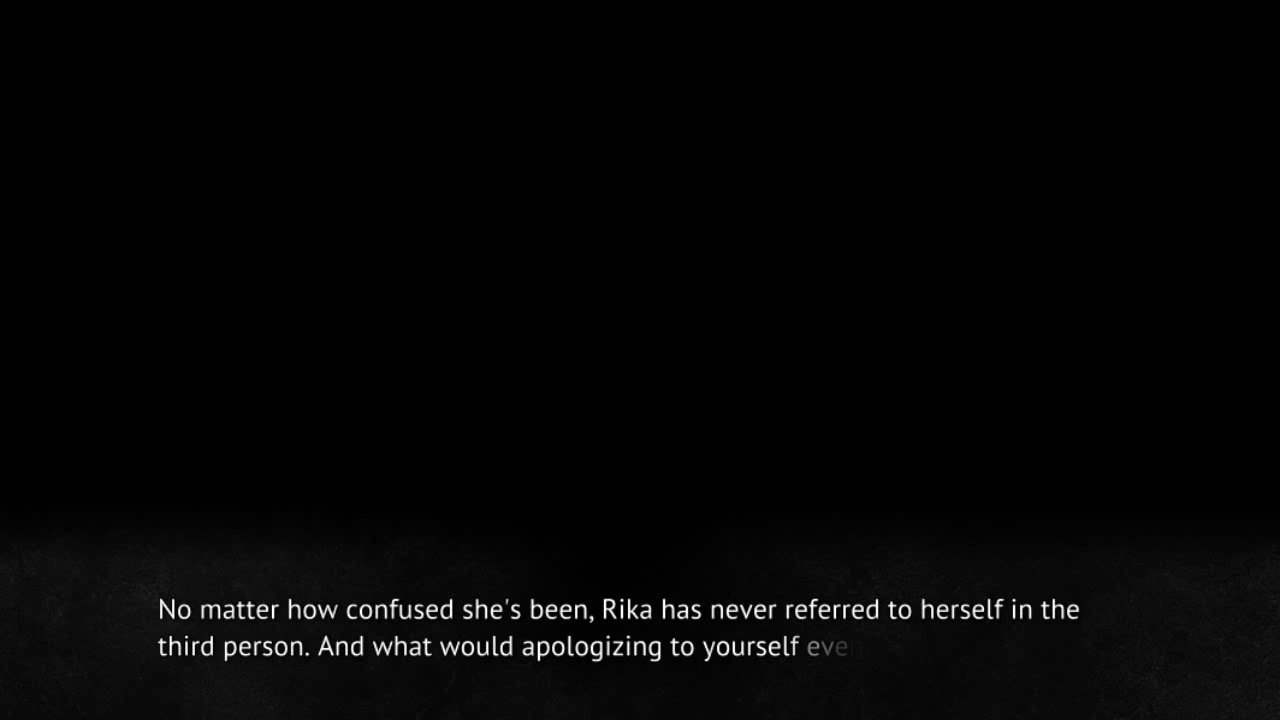 No matter how confused she's been, Rika has never referred to herself in the
third person. And what would apologizing to yourself eve